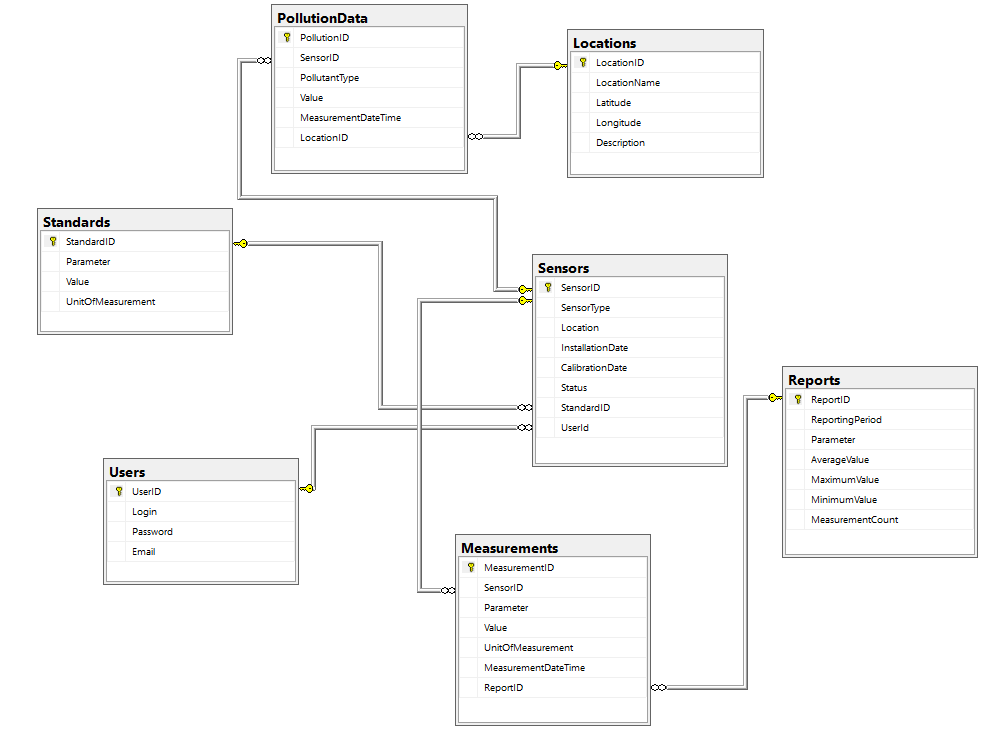 PollutionData
PollutionID
SensorID
PollutantType
Value
MeasurementDateTime
LocationID
Locations
LocationID
LocationName
Latitude
Longitude
Description
Standards
StandardID
Parameter
Value
UnitOfMeasurement
Sensors
SensorID
SensorType
Location
InstallationDate
CalibrationDate
Status
StandardID
UserId
Reports
ReportID
ReportingPeriod
Parameter
AverageValue
MaximumValue
MinimumValue
MeasurementCount
Users
UserID
Login
Password
Email
Measurements
MeasurementID
SensorID
Parameter
Value
UnitOfMeasurement
MeasurementDateTime
ReportID